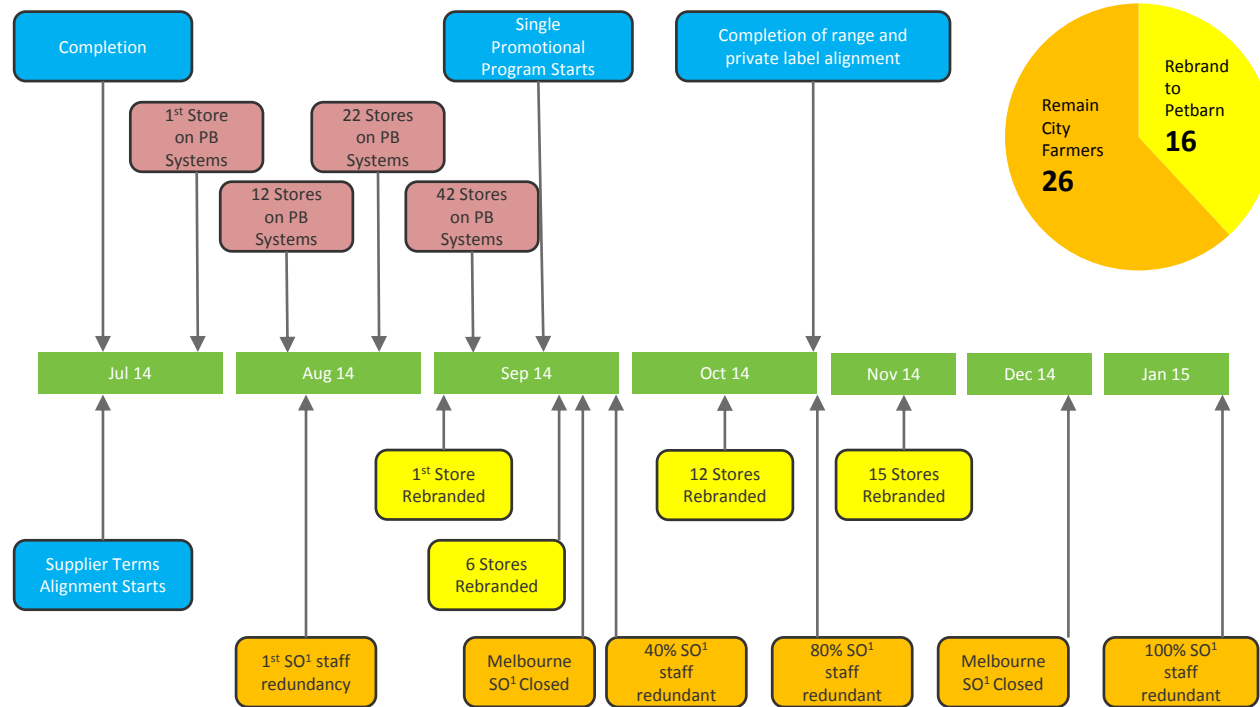 Completion
Single
Promotional
Program Starts
Completion of range and
private label alignment
Remain
City
Farmers
26
Rebrand
to
Petbarn
16
1st Store
on PB
Systems
22 Stores
on PB
Systems
12 Stores
on PB
Systems
42 Stores
on PB
Systems
Jul 14
Aug 14
Sep 14
Oct 14
Nov 14
Dec 14
Jan 15
1st Store
Rebranded
12 Stores
Rebranded
15 Stores
Rebranded
Supplier Terms
Alignment Starts
6 Stores
Rebranded
1st SO1 staff
redundancy
Melbourne
SO1 Closed
40% SO1
staff
redundant
80% SO1
staff
redundant
Melbourne
SO1 Closed
100% SO1
staff
redundant